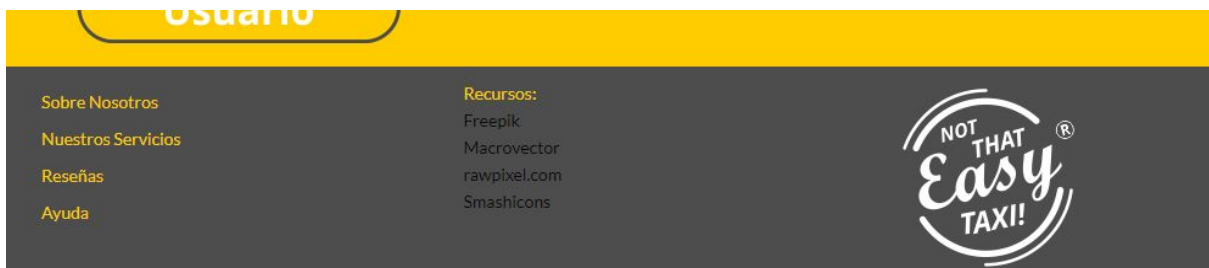 Usuario
Sobre Nosotros
Nuestros Servicios
Reseñas
Ayuda
Recursos:
Freepik
Macrovector
rawpixel.com
Smashicons
NOT
THAT
Easy
TAXI!
®